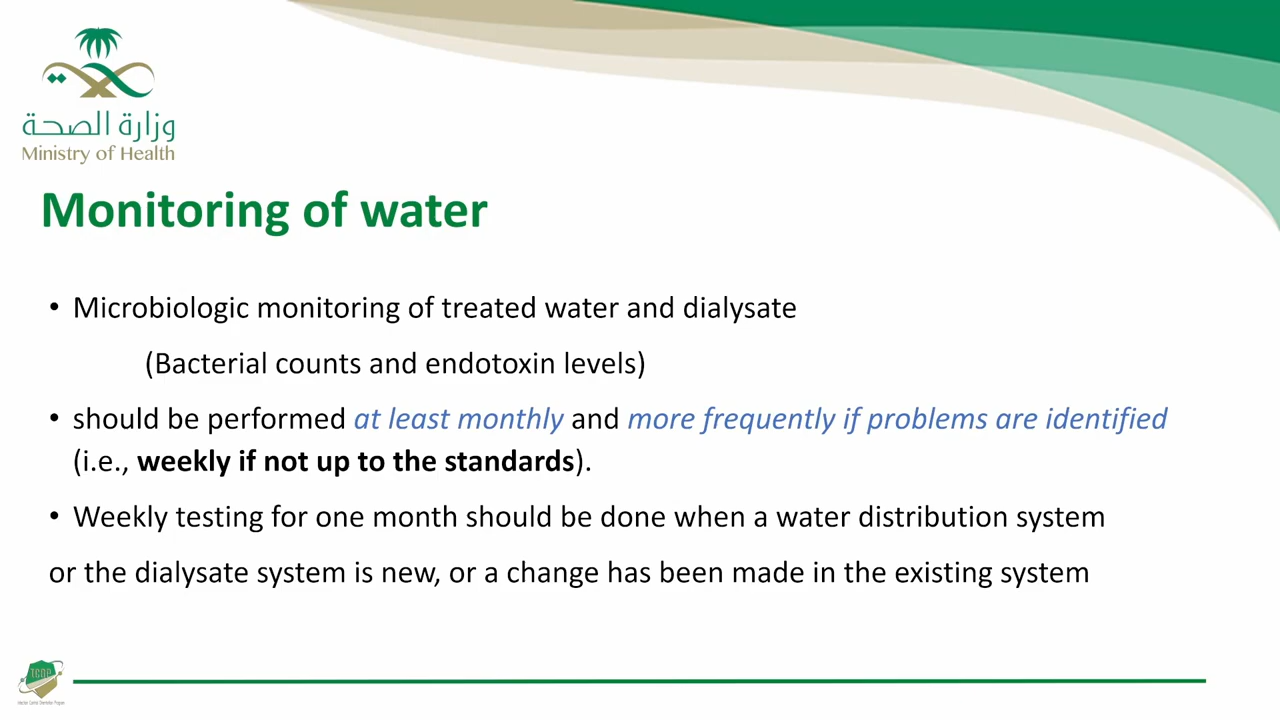 وزارة الصحة
Ministry of Health
Monitoring of water
• Microbiologic monitoring of treated water and dialysate
(Bacterial counts and endotoxin levels)
• should be performed at least monthly and more frequently if problems are identified
(i.e., weekly if not up to the standards).
• Weekly testing for one month should be done when a water distribution system
or the dialysate system is new, or a change has been made in the existing system